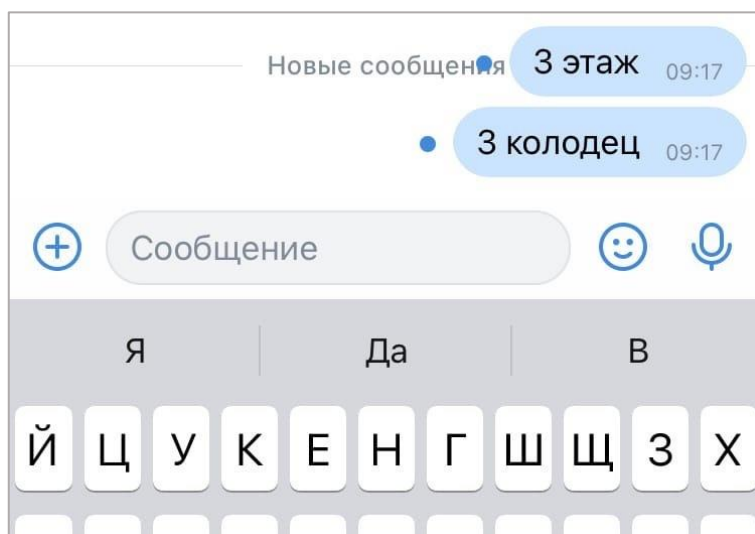 Новые сообщения
3 этаж 09:17
3 колодец 09:17
Сообщение
Я Да В
Й Ц У К Е Н Г Ш Щ З Х